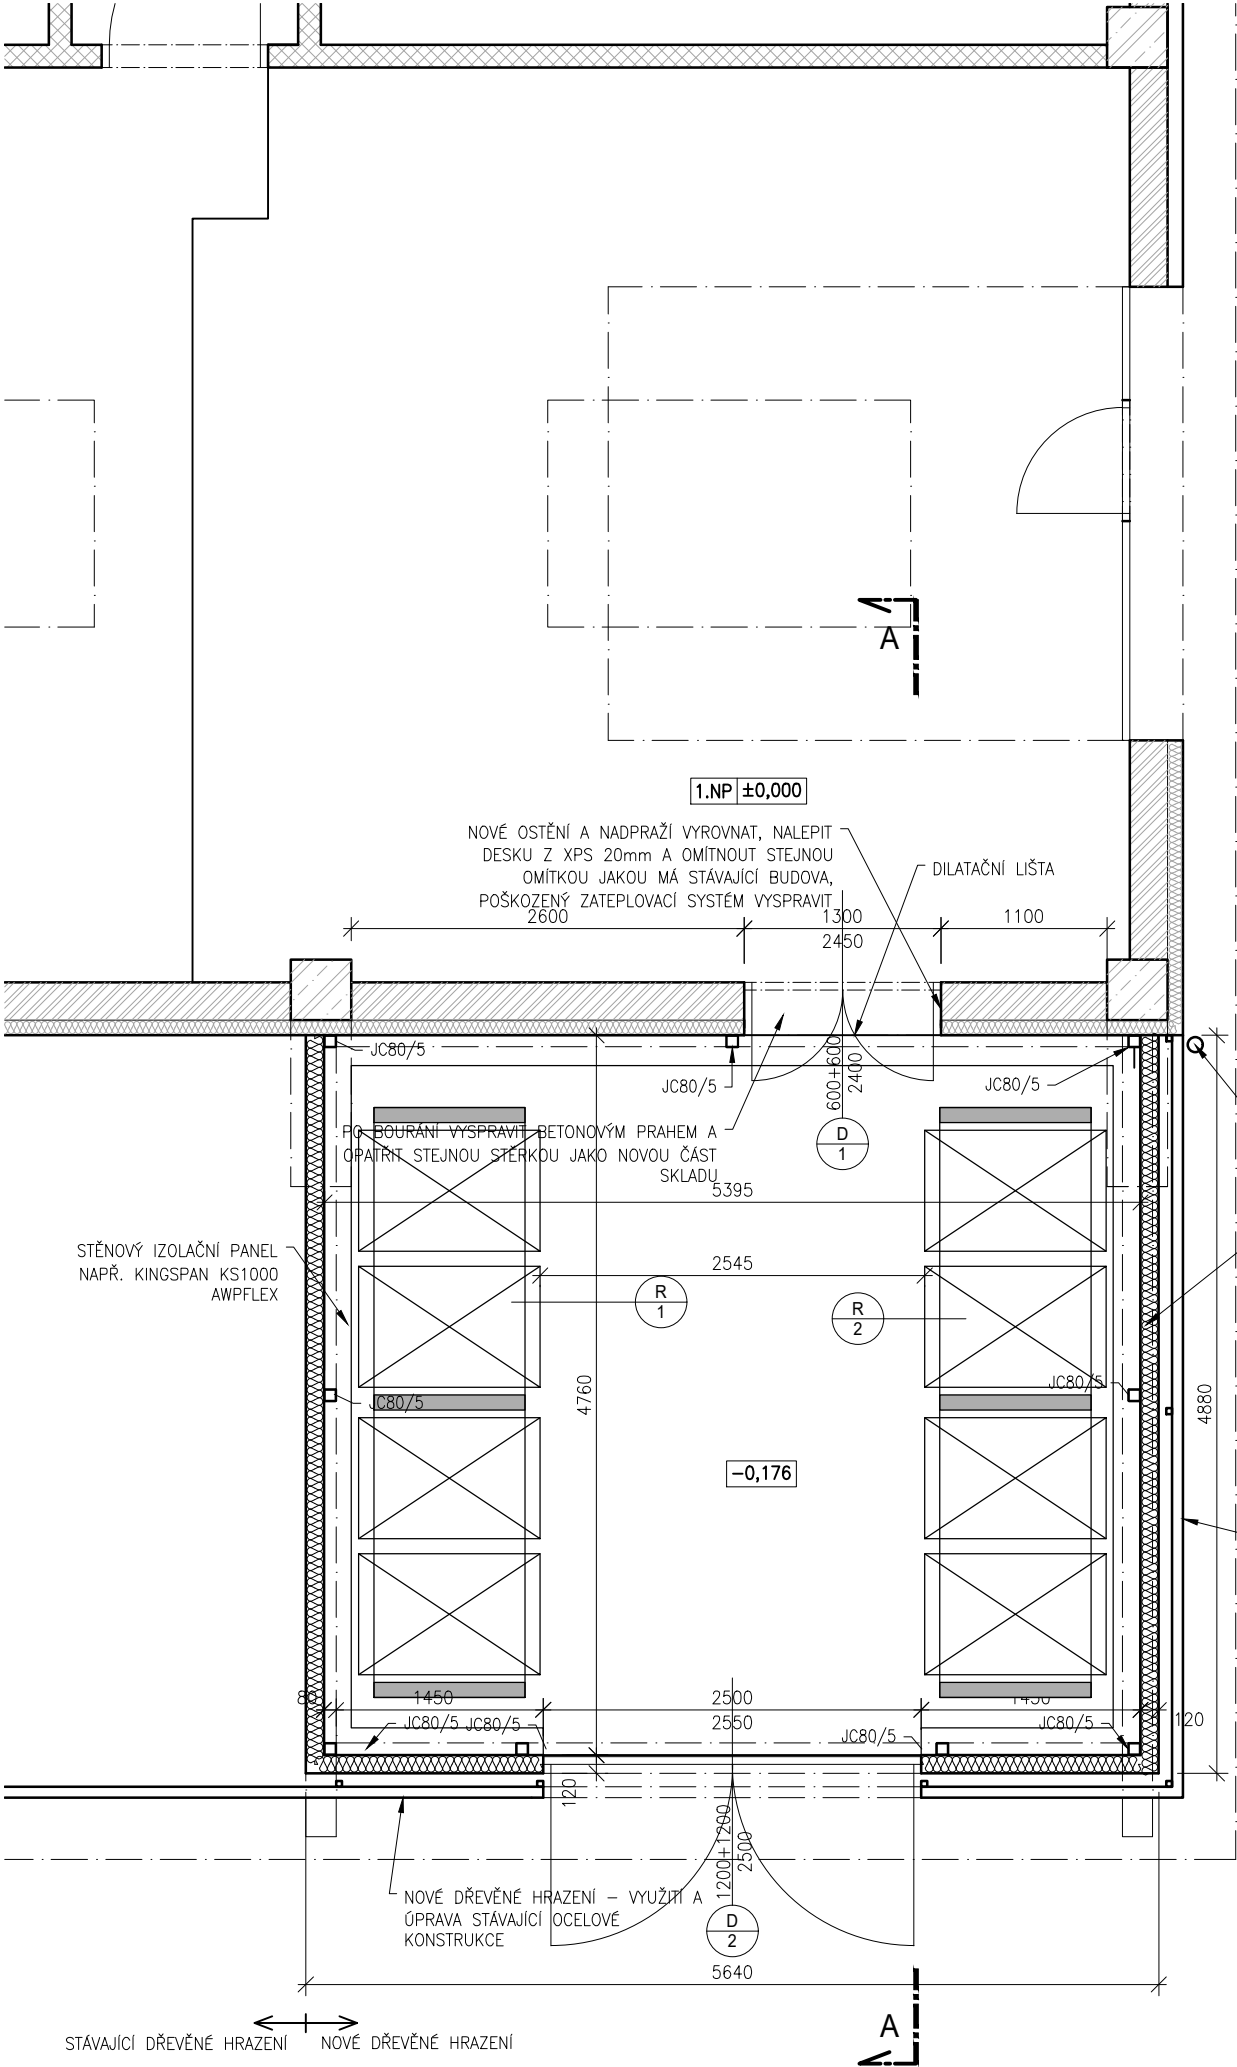 A
1.NP ±0,000
NOVÉ OSTĚNÍ A NADPRAŽÍ VYROVNAT, NALEPIT
DESKU Z XPS 20mm A OMÍTNOUT STEJNOU
OMÍTKOU JAKOU MÁ STÁVAJÍCÍ BUDOVA,
POŠKOZENÝ ZATEPLOVACÍ SYSTÉM VYSPRAVIT
DILATAČNÍ LIŠTA
2600
1300
2450
1100
JC80/5
JC80/5
JC80/5
600+600
2400
D
1
PO BOURÁNÍ VYSPRAVIT BETONOVÝM PRAHEM A
OPATŘIT STEJNOU STĚRKOU JAKO NOVOU ČÁST
SKLADU
5395
STĚNOVÝ IZOLAČNÍ PANEL
NAPŘ. KINGSPAN KS1000
AWPFLEX
2545
R
1
R
2
JC80/5
JC80/5
4760
4880
-0,176
80
1450
2500
2550
1450
120
JC80/5
JC80/5
JC80/5
JC80/5
120
1200+1200
2500
NOVÉ DŘEVĚNÉ HRAZENÍ – VYUŽITÍ A
ÚPRAVA STÁVAJÍCÍ OCELOVÉ
KONSTRUKCE
D
2
5640
A
STÁVAJÍCÍ DŘEVĚNÉ HRAZENÍ
NOVÉ DŘEVĚNÉ HRAZENÍ